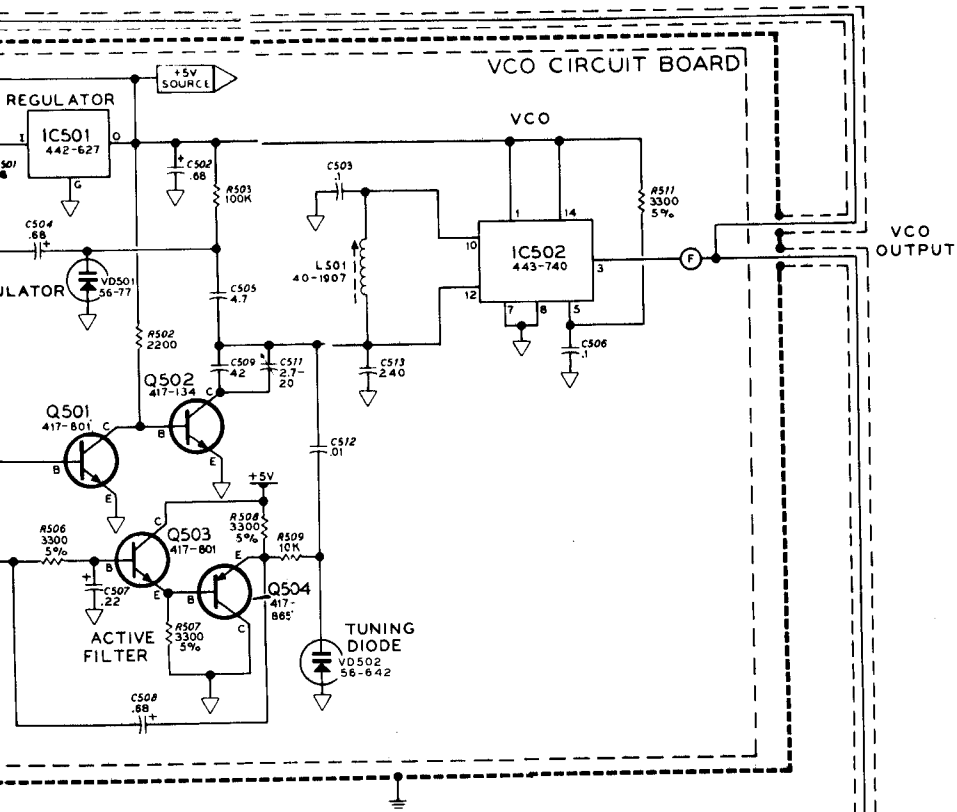 +5V
SOURCE
VCO CIRCUIT BOARD
REGULATOR
VCO
I
IC501
442-627
O
G
501
C502
.68
R503
100K
C503
.1
R511
3300
5%
1
14
10
IC502
443-740
3
12
7
8
5
F
VCO
OUTPUT
C504
.68
VD501
56-77
ULATOR
L501
40-1907
C505
4.7
R502
2200
C506
.1
C509
42
C511
2.7-
20
C513
240
Q502
417-134
C
B
E
Q501
417-801
C
B
E
C512
.01
+5V
R508
3300
5%
R509
10K
R506
3300
5%
C
Q503
417-801
B
E
E
B
C
Q504
417-
865
C507
.22
R507
3300
5%
ACTIVE
FILTER
TUNING
DIODE
VD502
56-642
C508
.68